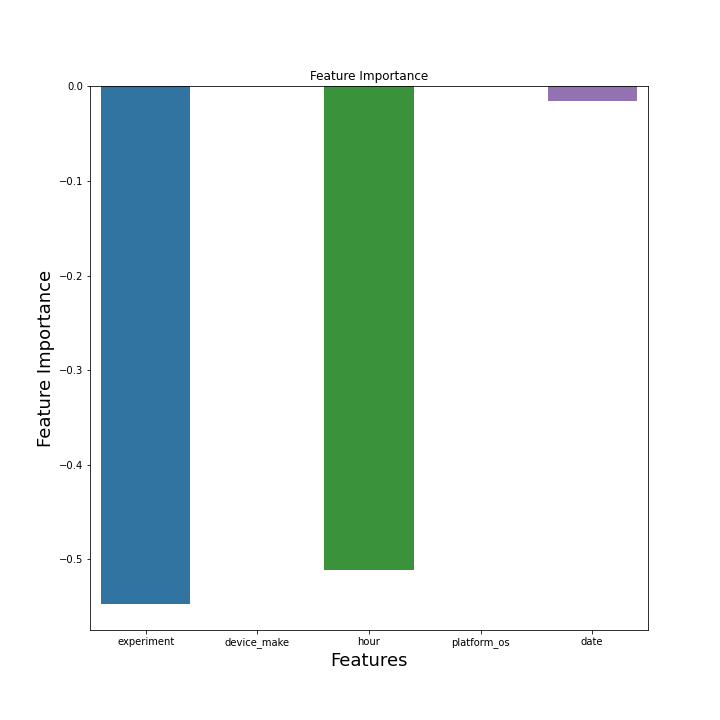 Feature Importance
0.0
−0.1
−0.2
−0.3
−0.4
−0.5
Feature Importance
experiment device_make hour platform_os date
Features